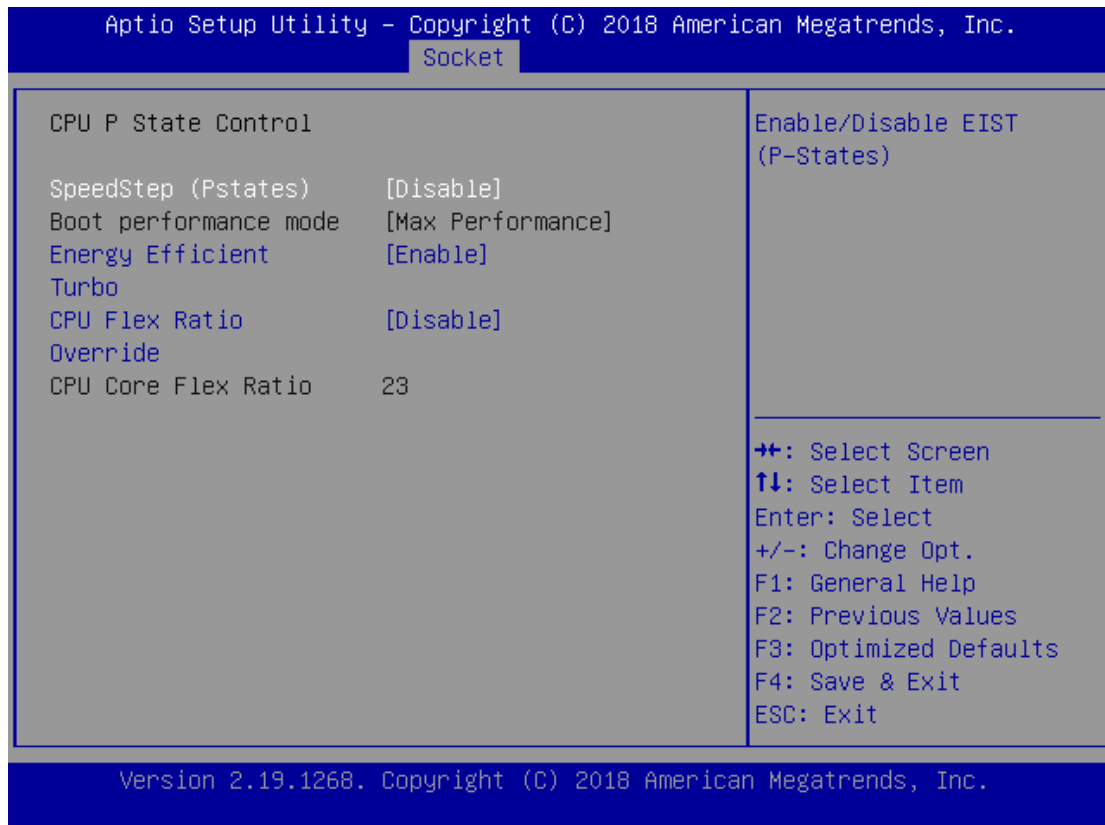 Aptio Setup Utility – Copyright (C) 2018 American Megatrends, Inc.
Socket
CPU P State Control
SpeedStep (Pstates) [Disable]
Boot performance mode [Max Performance]
Energy Efficient [Enable]
Turbo
CPU Flex Ratio [Disable]
Override
CPU Core Flex Ratio 23
Enable/Disable EIST
(P-States)
→←: Select Screen
↑↓: Select Item
Enter: Select
+/-: Change Opt.
F1: General Help
F2: Previous Values
F3: Optimized Defaults
F4: Save & Exit
ESC: Exit
Version 2.19.1268. Copyright (C) 2018 American Megatrends, Inc.